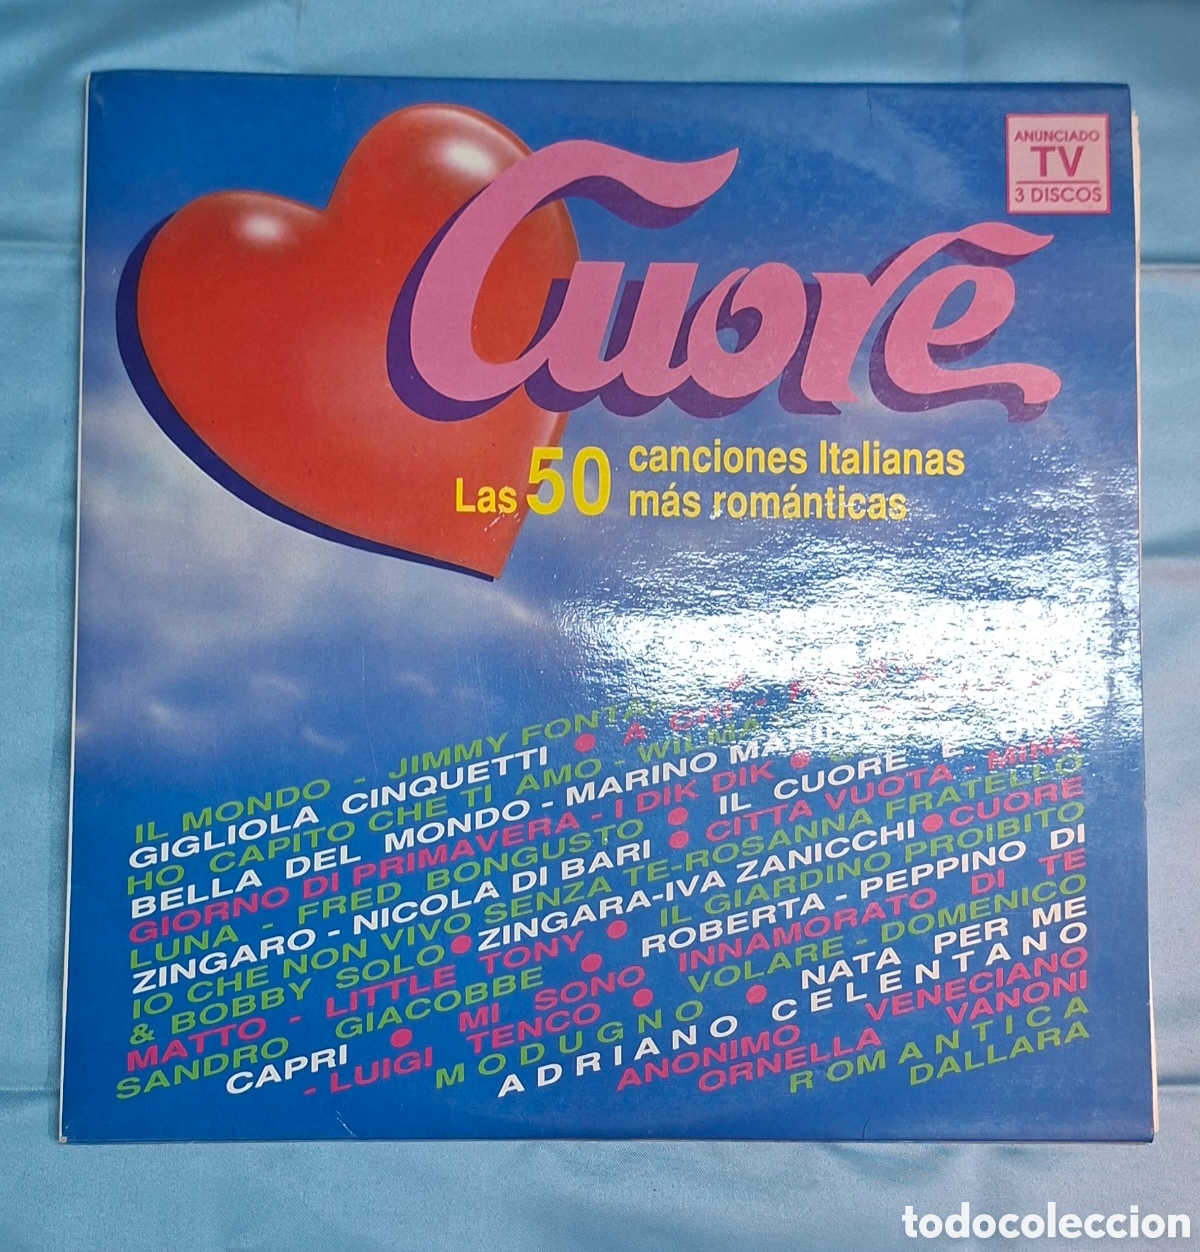 ANUNCIADO
TV
3 DISCOS
Cuore
Las 50 canciones Italianas
más románticas
IL MONDO - JIMMY FONTA
GIGLIOLA CINQUETTI • A CHI -
HO CAPITO CHE TI AMO - WILMA
BELLA DEL MONDO - MARINO MARINI
GIORNO DI PRIMAVERA - I DIK DIK •
LUNA - FRED BONGUSTO • IL CUORE E
ZINGARO - NICOLA DI BARI • CITTA VUOTA - MINA
IO CHE NON VIVO SENZA TE-ROSANNA FRATELLO
& BOBBY SOLO • ZINGARA-IVA ZANICCHI • CUORE
MATTO - LITTLE TONY • IL GIARDINO PROIBITO
SANDRO GIACOBBE • ROBERTA - PEPPINO DI
CAPRI • MI SONO INNAMORATO DI TE
- LUIGI TENCO • VOLARE - DOMENICO
MODUGNO • NATA PER ME
ADRIANO CELENTANO
ANONIMO VENECIANO
ORNELLA VANONI
ROMANTICA
DALLARA
todocoleccion